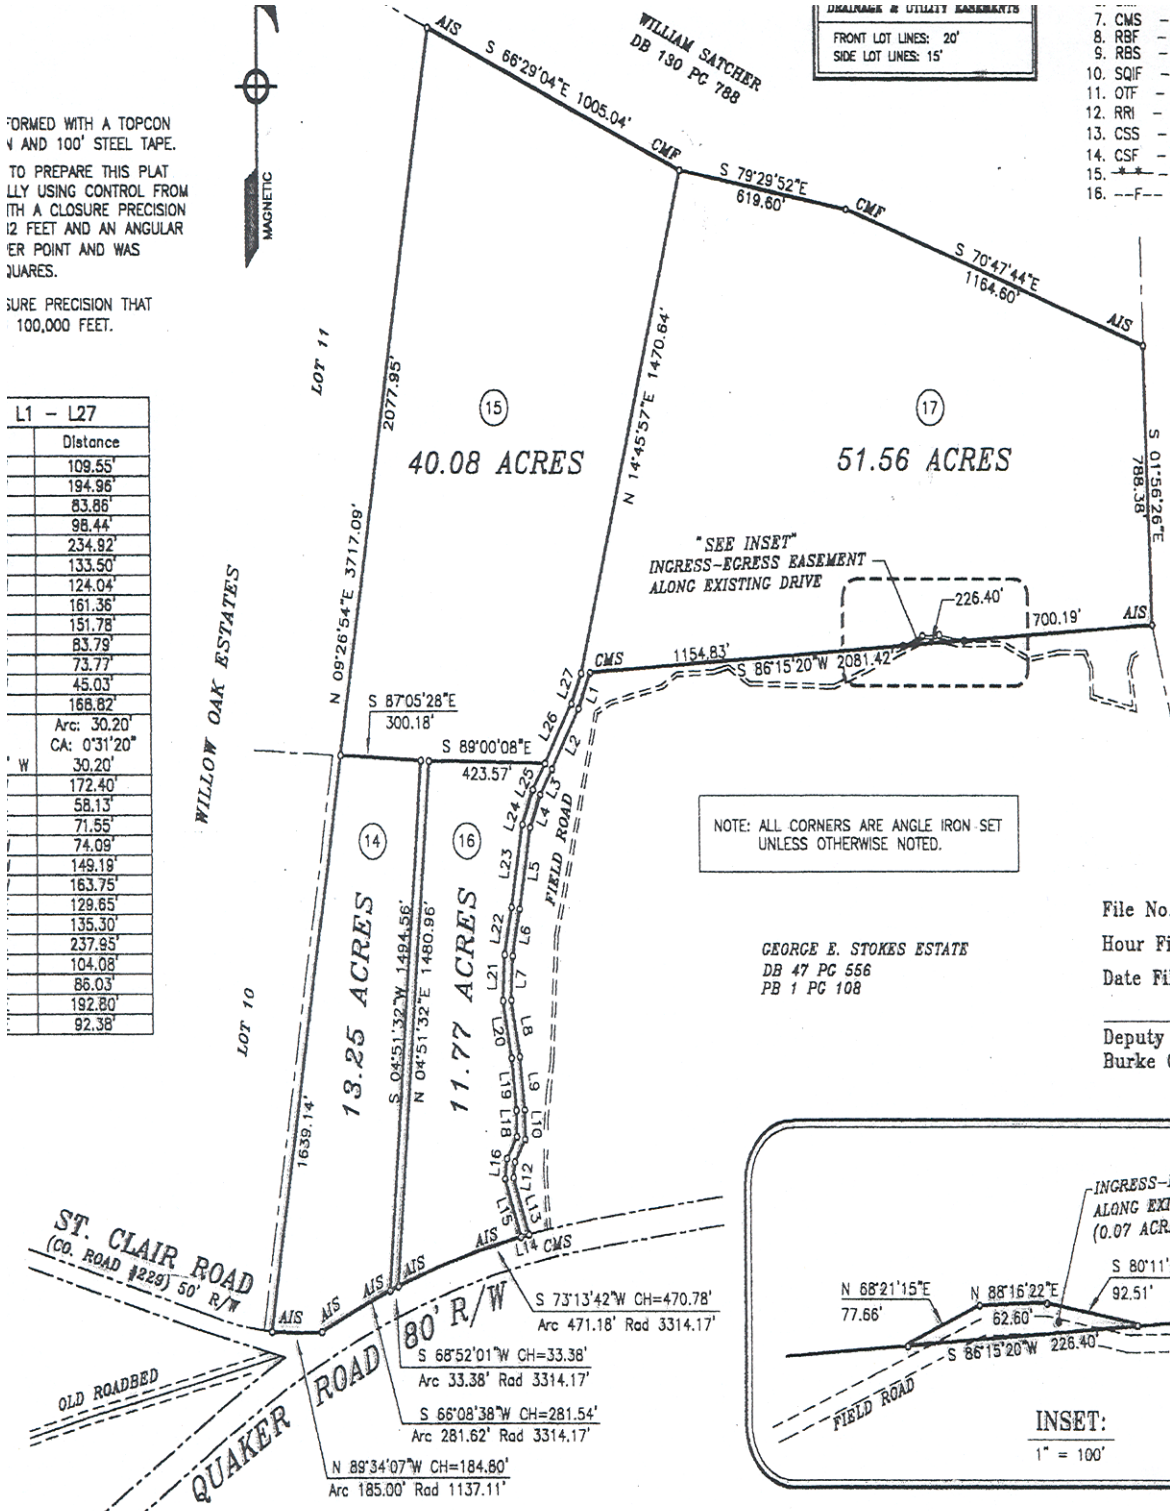 DRAINAGE & UTILITY EASEMENTS
FRONT LOT LINES: 20'
SIDE LOT LINES: 15'
7. CMS -
8. RBF -
9. RBS -
10. SQIF -
11. OTF -
12. RRI -
13. CSS -
14. CSF -
15. -*-*-
16. --F--
WILLIAM SATCHER
DB 130 PG 788
FORMED WITH A TOPCON
N AND 100' STEEL TAPE.
TO PREPARE THIS PLAT
LLY USING CONTROL FROM
ITH A CLOSURE PRECISION
12 FEET AND AN ANGULAR
ER POINT AND WAS
QUARES.
SURE PRECISION THAT
100,000 FEET.
MAGNETIC
AIS
S 66°29'04"E 1005.04'
CMF
S 79°29'52"E
619.60'
CMF
S 70°47'44"E
1164.60'
AIS
S 01°56'26"E
788.38'
AIS
LOT 11
2077.95'
N 09°26'54"E 3717.09'
15
40.08 ACRES
N 14°45'57"E 1470.64'
17
51.56 ACRES
"SEE INSET"
INGRESS-EGRESS EASEMENT
ALONG EXISTING DRIVE
226.40'
700.19'
CMS
1154.83'
S 86°15'20"W 2081.42'
L1 - L27
Distance
109.55'
194.96'
83.86'
98.44'
234.92'
133.50'
124.04'
161.36'
151.78'
83.79'
73.77'
45.03'
168.82'
Arc: 30.20'
CA: 0°31'20"
W 30.20'
172.40'
58.13'
71.55'
74.09'
149.19'
163.75'
129.65'
135.30'
237.95'
104.08'
86.03'
192.80'
92.38'
WILLOW OAK ESTATES
S 87°05'28"E
300.18'
S 89°00'08"E
423.57'
L27
L1
L26
L2
L25
L3
L24
L4
L23
L5
L22
L6
L21
L7
L20
L8
L19
L9
L18
L10
L16
L12
L15
L13
L14
CMS
FIELD ROAD
14
13.25 ACRES
S 04°51'32"W 1494.56'
N 04°51'32"E 1480.96'
16
11.77 ACRES
NOTE: ALL CORNERS ARE ANGLE IRON SET
UNLESS OTHERWISE NOTED.
GEORGE E. STOKES ESTATE
DB 47 PG 556
PB 1 PG 108
File No.
Hour Fi
Date Fil
Deputy
Burke
LOT 10
1639.14'
ST. CLAIR ROAD
(CO. ROAD #229) 50' R/W
AIS
AIS
AIS
AIS
AIS
OLD ROADBED
QUAKER ROAD 80' R/W
S 73°13'42"W CH=470.78'
Arc 471.18' Rad 3314.17'
S 68°52'01"W CH=33.38'
Arc 33.38' Rad 3314.17'
S 66°08'38"W CH=281.54'
Arc 281.62' Rad 3314.17'
N 89°34'07"W CH=184.80'
Arc 185.00' Rad 1137.11'
INGRESS-
ALONG EXI
(0.07 ACR
S 80°11'
92.51'
N 68°21'15"E
77.66'
N 88°16'22"E
62.60'
S 86°15'20"W 226.40'
FIELD ROAD
INSET:
1" = 100'